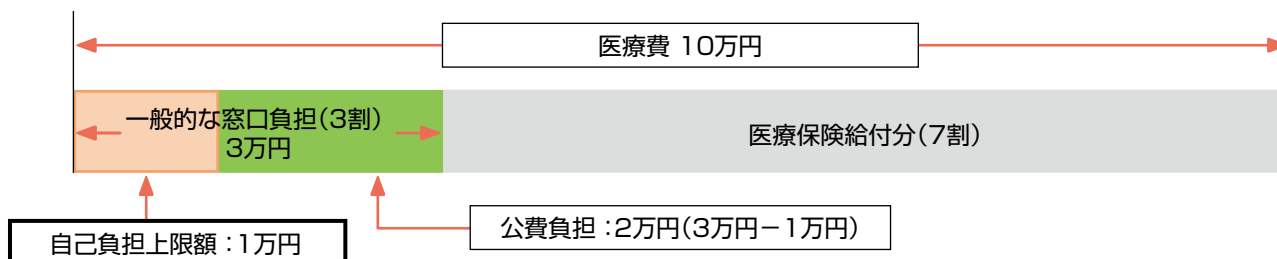 医療費 10万円
一般的な窓口負担(3割)
3万円
医療保険給付分(7割)
公費負担:2万円(3万円−1万円)
自己負担上限額:1万円